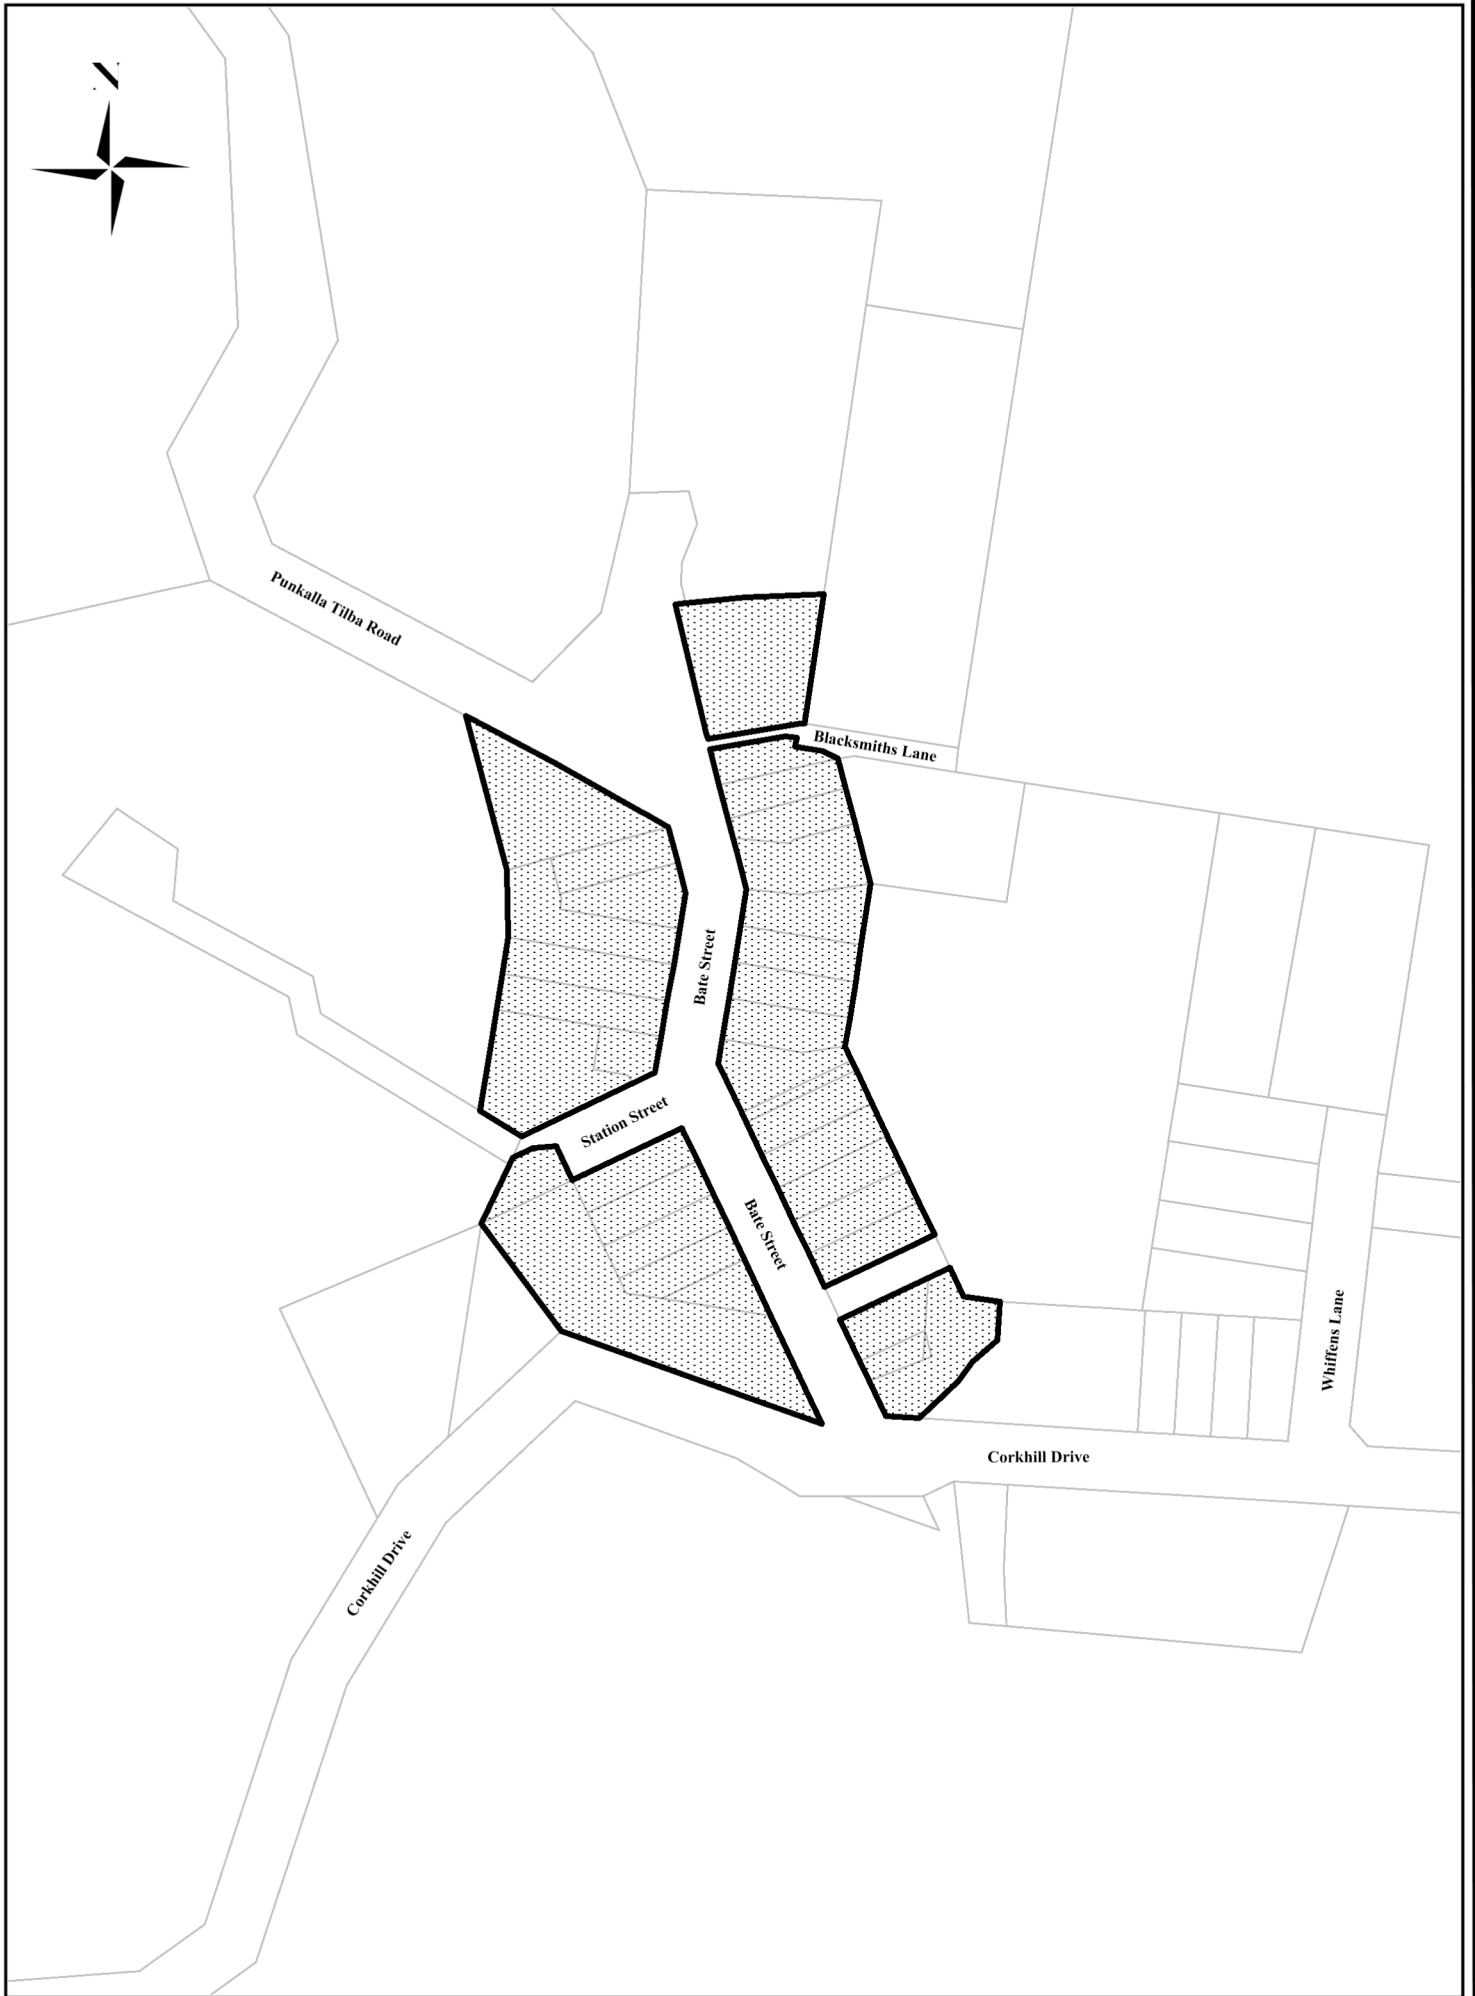 N
Punkalla Tilba Road
Blacksmiths Lane
Bate Street
Station Street
Bate Street
Whiffens Lane
Corkhill Drive
Corkhill Drive